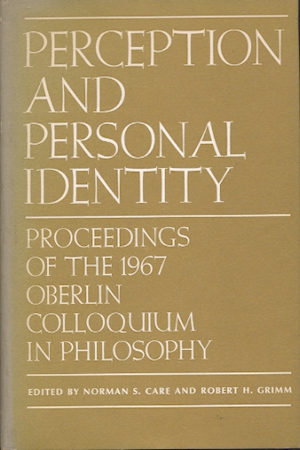 PERCEPTION
AND
PERSONAL
IDENTITY
PROCEEDINGS
OF THE 1967
OBERLIN
COLLOQUIUM
IN PHILOSOPHY
EDITED BY NORMAN S. CARE AND ROBERT H. GRIMM